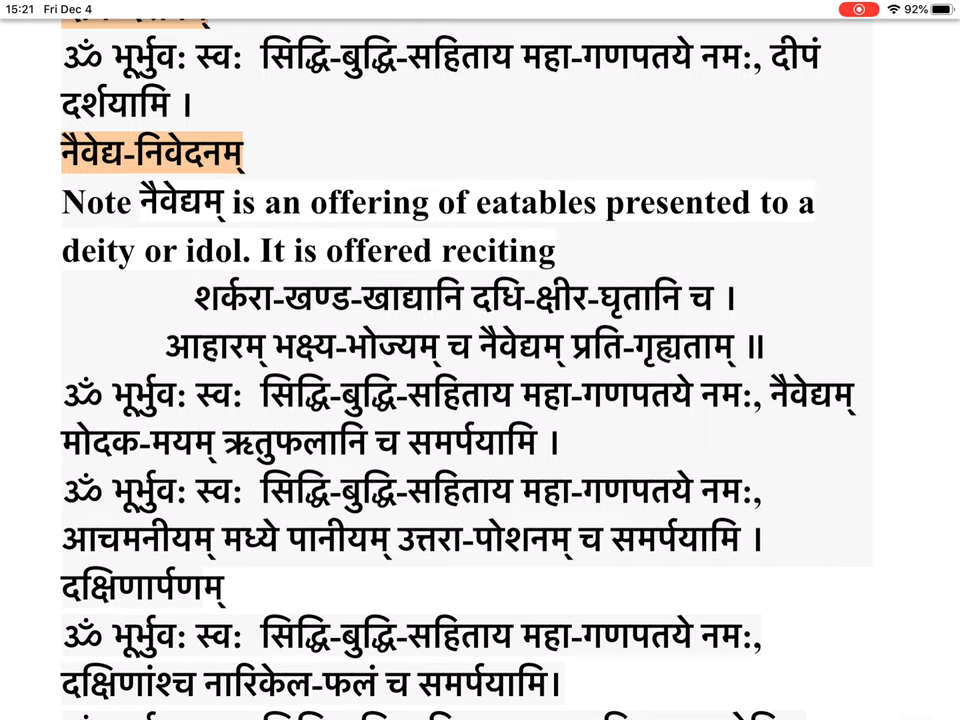 15:21 Fri Dec 4 92%
ॐ भूर्भुवः स्वः सिद्धि-बुद्धि-सहिताय महा-गणपतये नमः, दीपं
दर्शयामि ।
नैवेद्य-निवेदनम्
Note नैवेद्यम् is an offering of eatables presented to a
deity or idol. It is offered reciting
शर्करा-खण्ड-खाद्यानि दधि-क्षीर-घृतानि च ।
आहारम् भक्ष्य-भोज्यम् च नैवेद्यम् प्रति-गृह्यताम् ॥
ॐ भूर्भुवः स्वः सिद्धि-बुद्धि-सहिताय महा-गणपतये नमः, नैवेद्यम्
मोदक-मयम् ऋतुफलानि च समर्पयामि ।
ॐ भूर्भुवः स्वः सिद्धि-बुद्धि-सहिताय महा-गणपतये नमः,
आचमनीयम् मध्ये पानीयम् उत्तरा-पोशनम् च समर्पयामि ।
दक्षिणार्पणम्
ॐ भूर्भुवः स्वः सिद्धि-बुद्धि-सहिताय महा-गणपतये नमः,
दक्षिणांश्च नारिकेल-फलं च समर्पयामि।